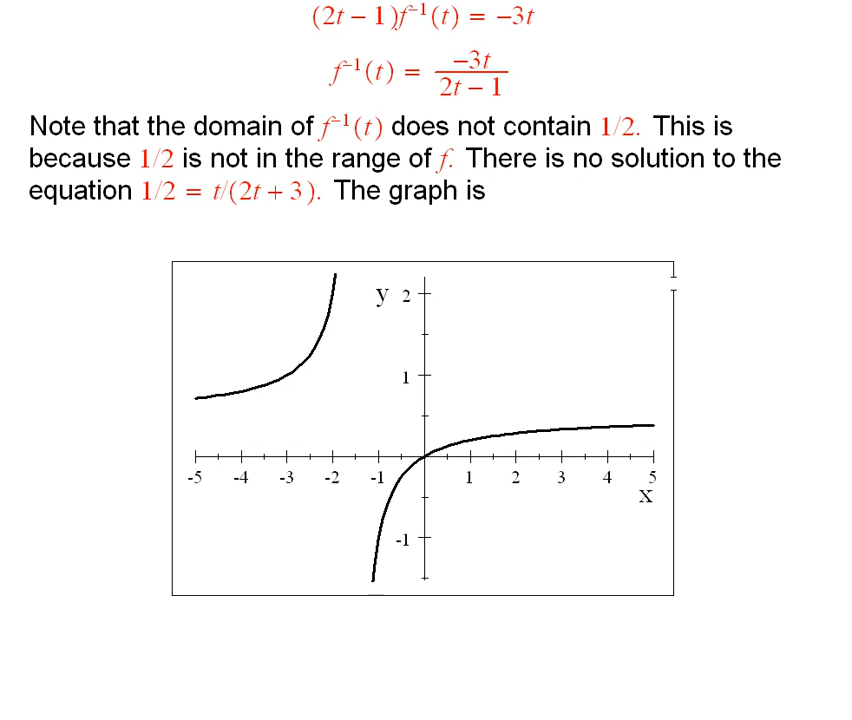 (2t – 1)f⁻¹(t) = –3t
f⁻¹(t) = –3t / 2t – 1
Note that the domain of f⁻¹(t) does not contain 1/2. This is
because 1/2 is not in the range of f. There is no solution to the
equation 1/2 = t/(2t + 3). The graph is
y 2
1
-5 -4 -3 -2 -1 1 2 3 4 5
x
-1